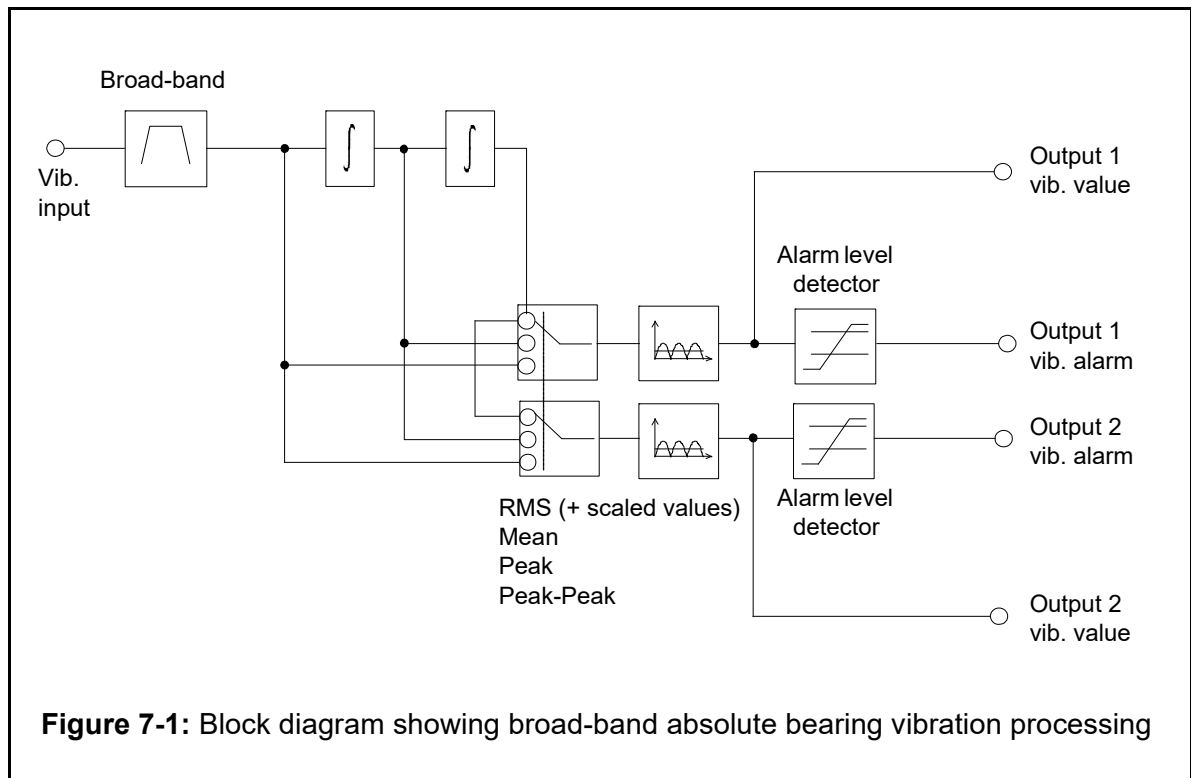 Broad-band
Vib.
input
Output 1
vib. value
Alarm level
detector
Output 1
vib. alarm
Output 2
vib. alarm
RMS (+ scaled values)
Mean
Peak
Peak-Peak
Alarm level
detector
Output 2
vib. value
Figure 7-1: Block diagram showing broad-band absolute bearing vibration processing